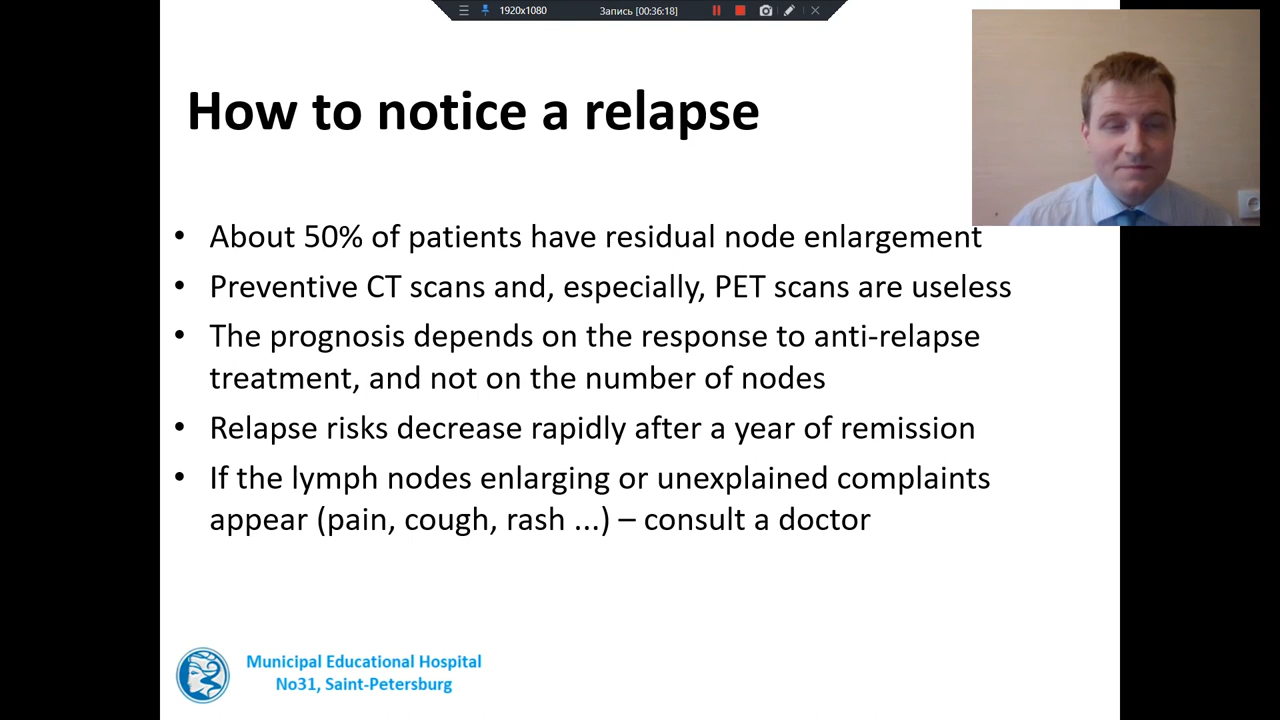 1920x1080 Запись [00:36:18]
How to notice a relapse
• About 50% of patients have residual node enlargement
• Preventive CT scans and, especially, PET scans are useless
• The prognosis depends on the response to anti-relapse
treatment, and not on the number of nodes
• Relapse risks decrease rapidly after a year of remission
• If the lymph nodes enlarging or unexplained complaints
appear (pain, cough, rash ...) – consult a doctor
Municipal Educational Hospital
No31, Saint-Petersburg